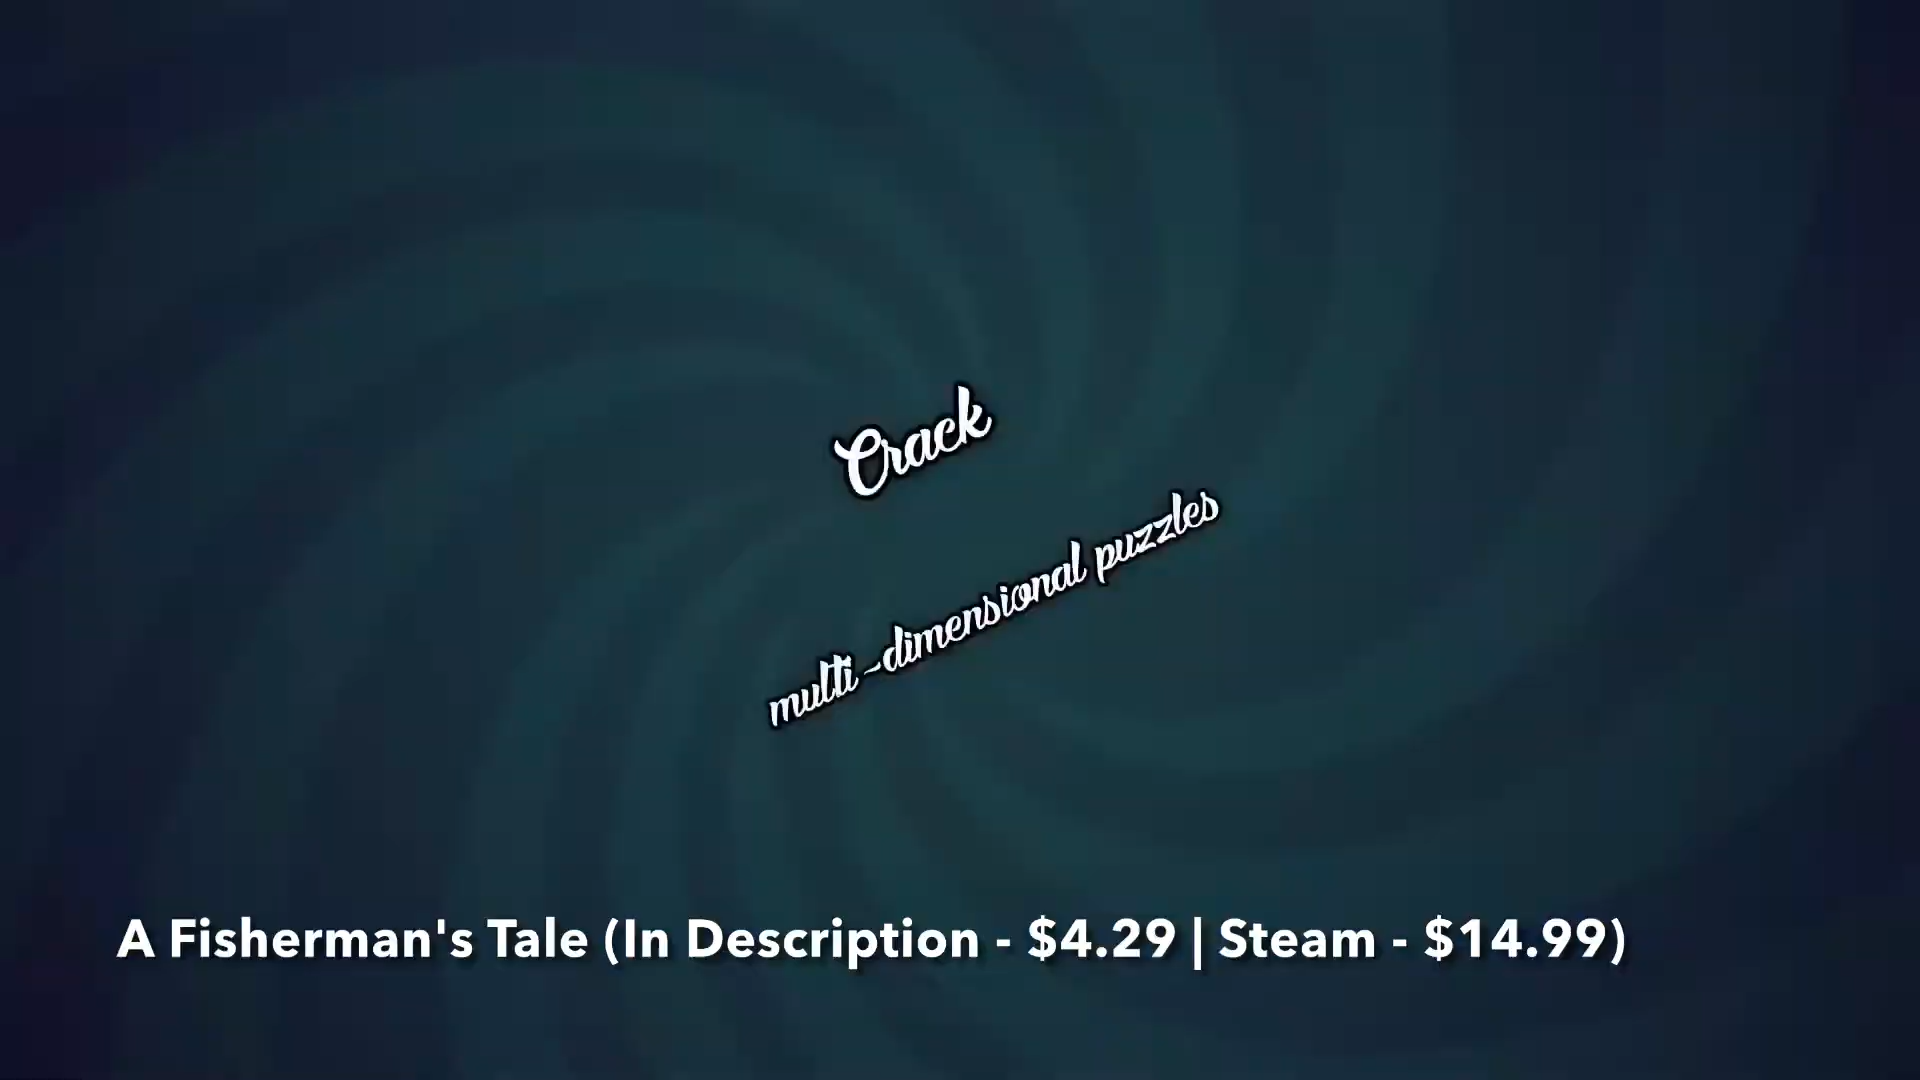 Crack
multi-dimensional puzzles
A Fisherman's Tale (In Description - $4.29 | Steam - $14.99)